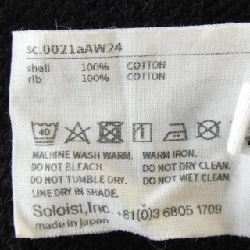 sc.0021aAW24
shell 100% COTTON
rib 100% COTTON
40
MACHINE WASH WARM. WARM IRON.
DO NOT BLEACH. DO NOT DRY CLEAN.
DO NOT TUMBLE DRY. DO NOT WET CLEAN.
LINE DRY IN SHADE.
Soloist,Inc. +81(0)3 6805 1709
made in Japan